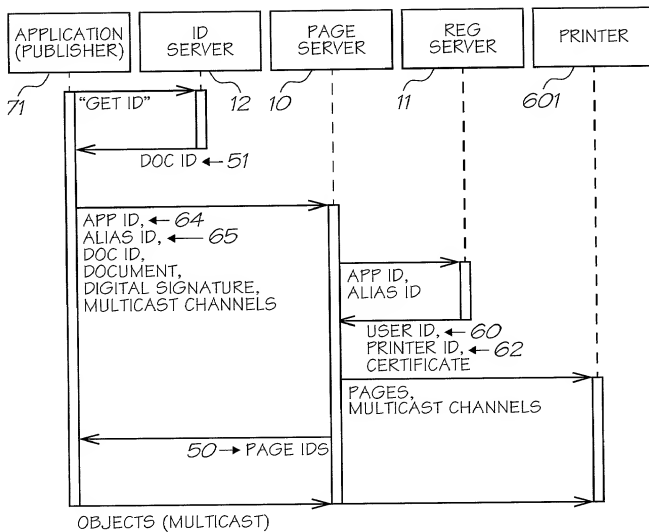 APPLICATION
(PUBLISHER)
ID
SERVER
PAGE
SERVER
REG
SERVER
PRINTER
71
12
10
11
601
"GET ID"
DOC ID ← 51
APP ID, ← 64
ALIAS ID, ← 65
DOC ID,
DOCUMENT,
DIGITAL SIGNATURE,
MULTICAST CHANNELS
APP ID,
ALIAS ID
USER ID, ← 60
PRINTER ID, ← 62
CERTIFICATE
PAGES,
MULTICAST CHANNELS
50 → PAGE IDS
OBJECTS (MULTICAST)